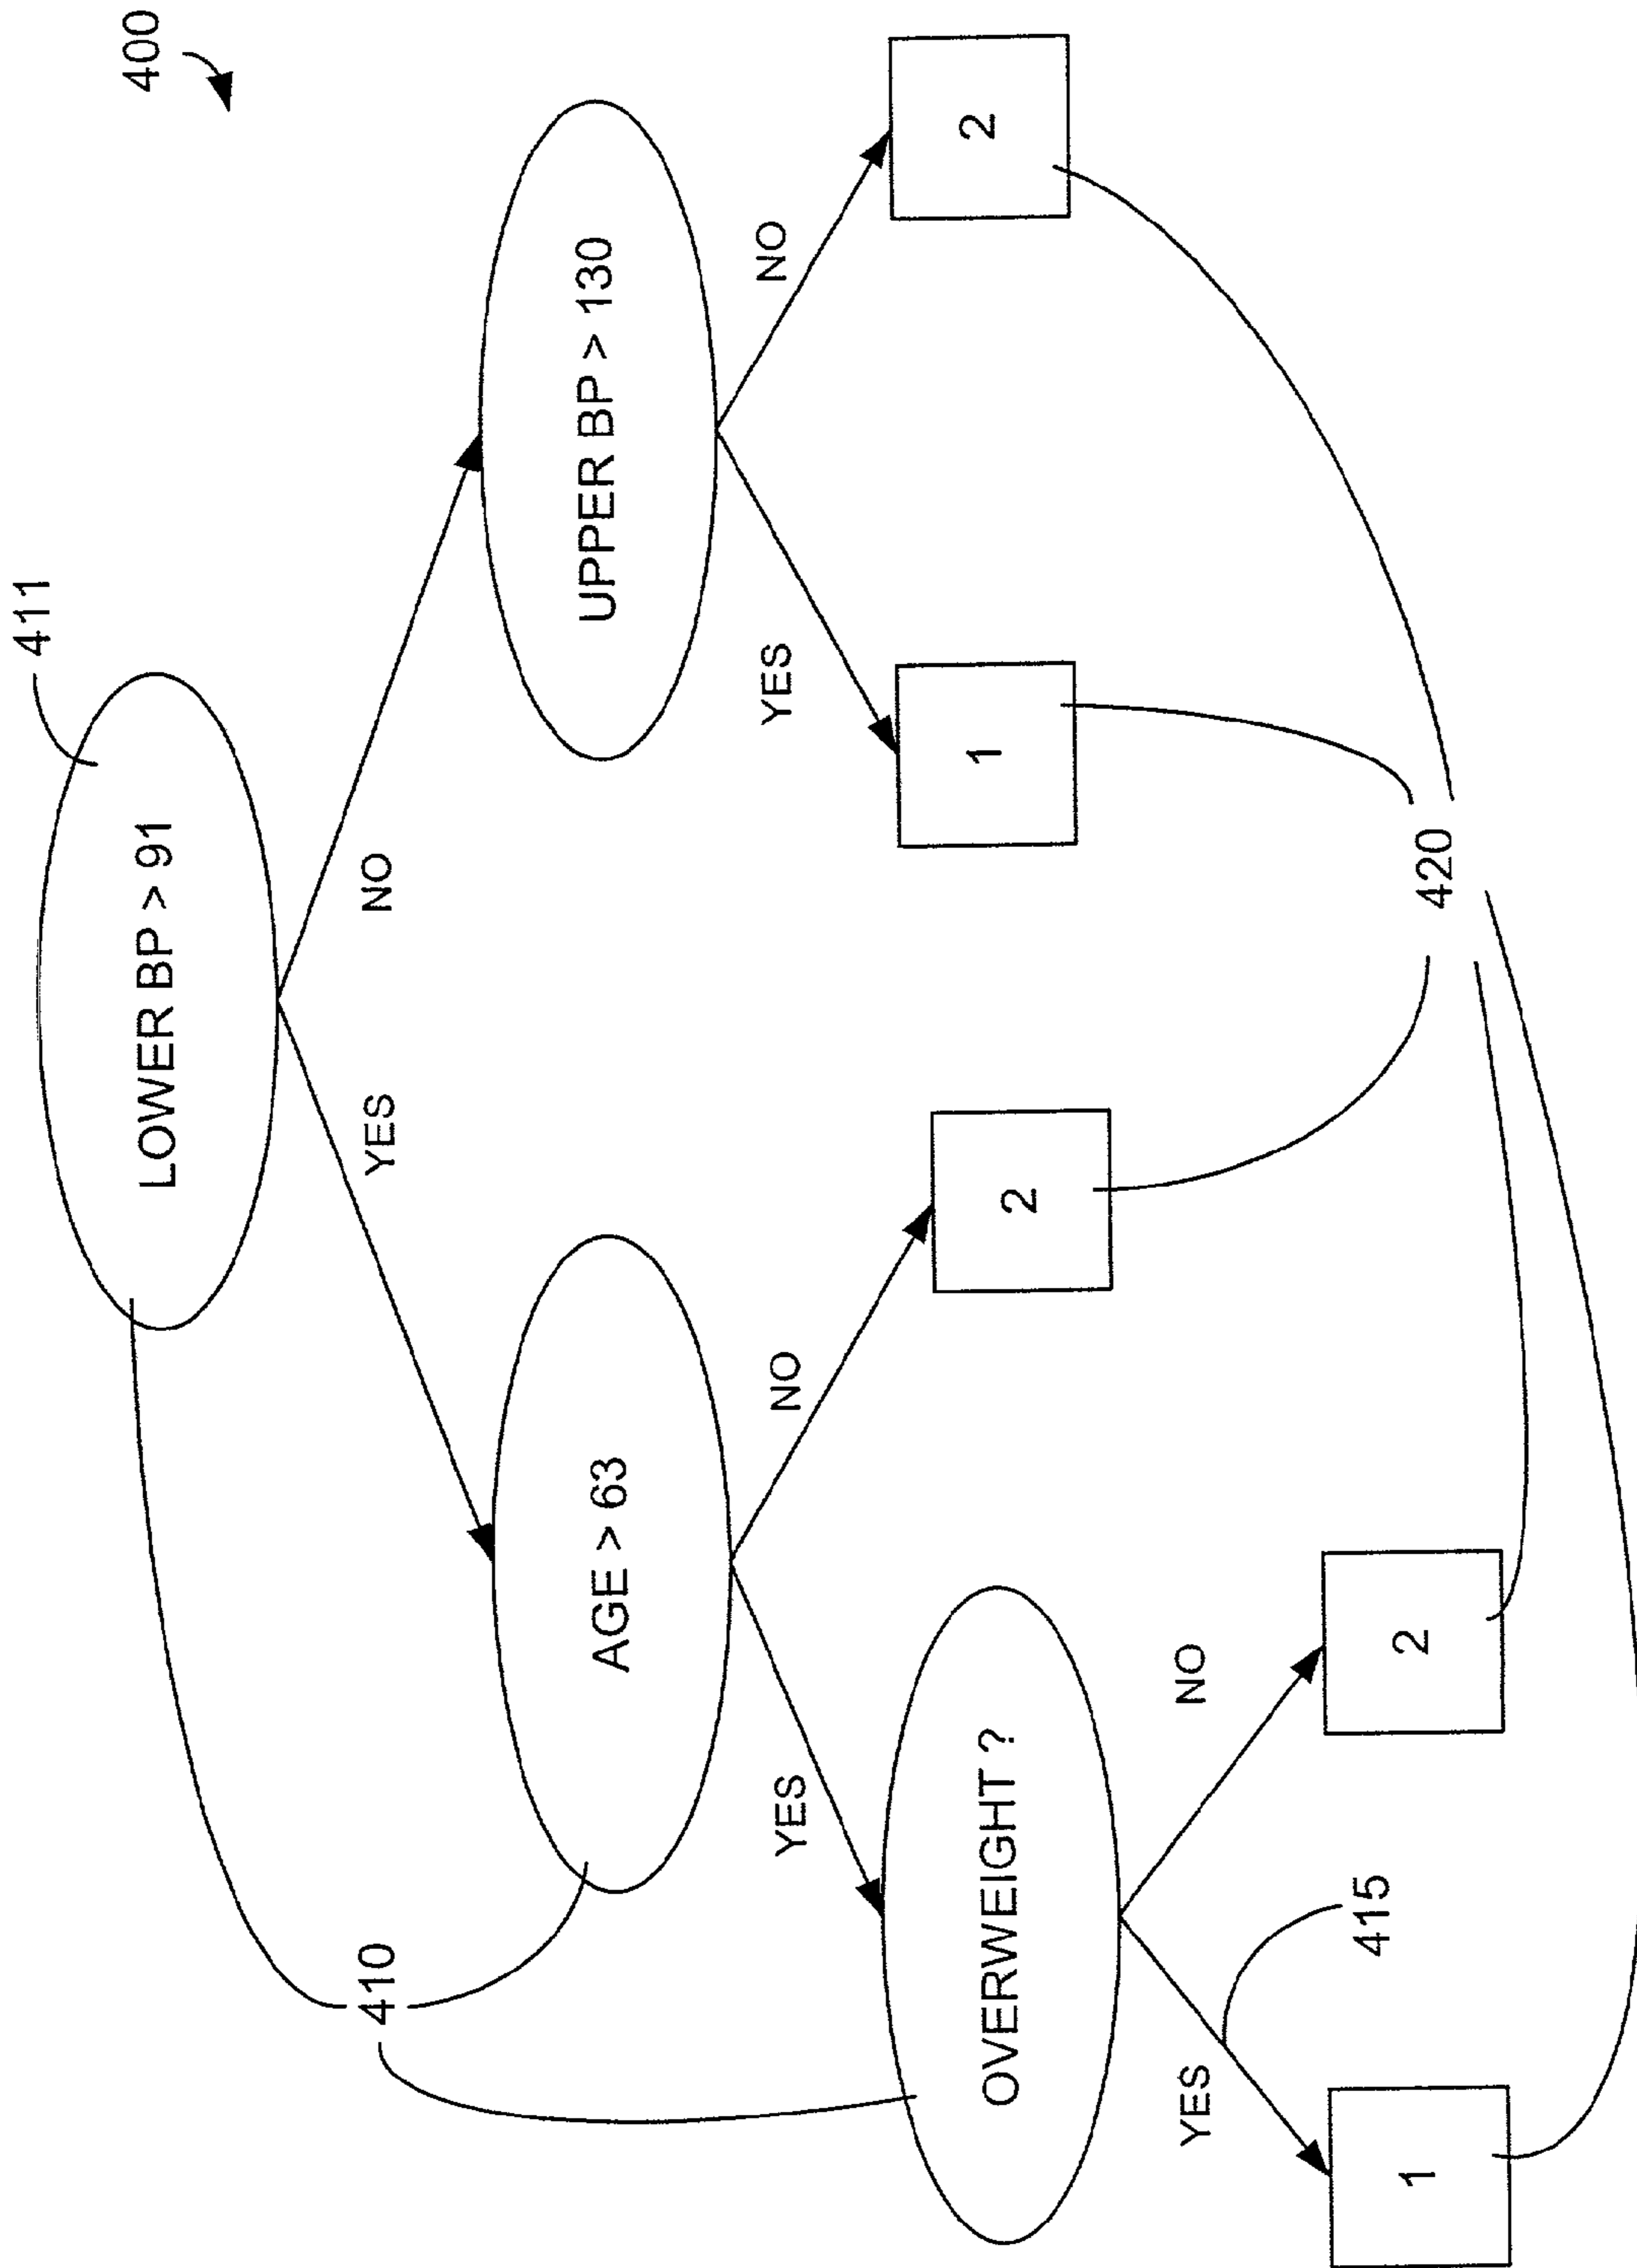 400
411
LOWER BP > 91
YES
NO
410
AGE > 63
UPPER BP > 130
YES
NO
YES
NO
OVERWEIGHT ?
2
1
2
YES
NO
415
420
1
2